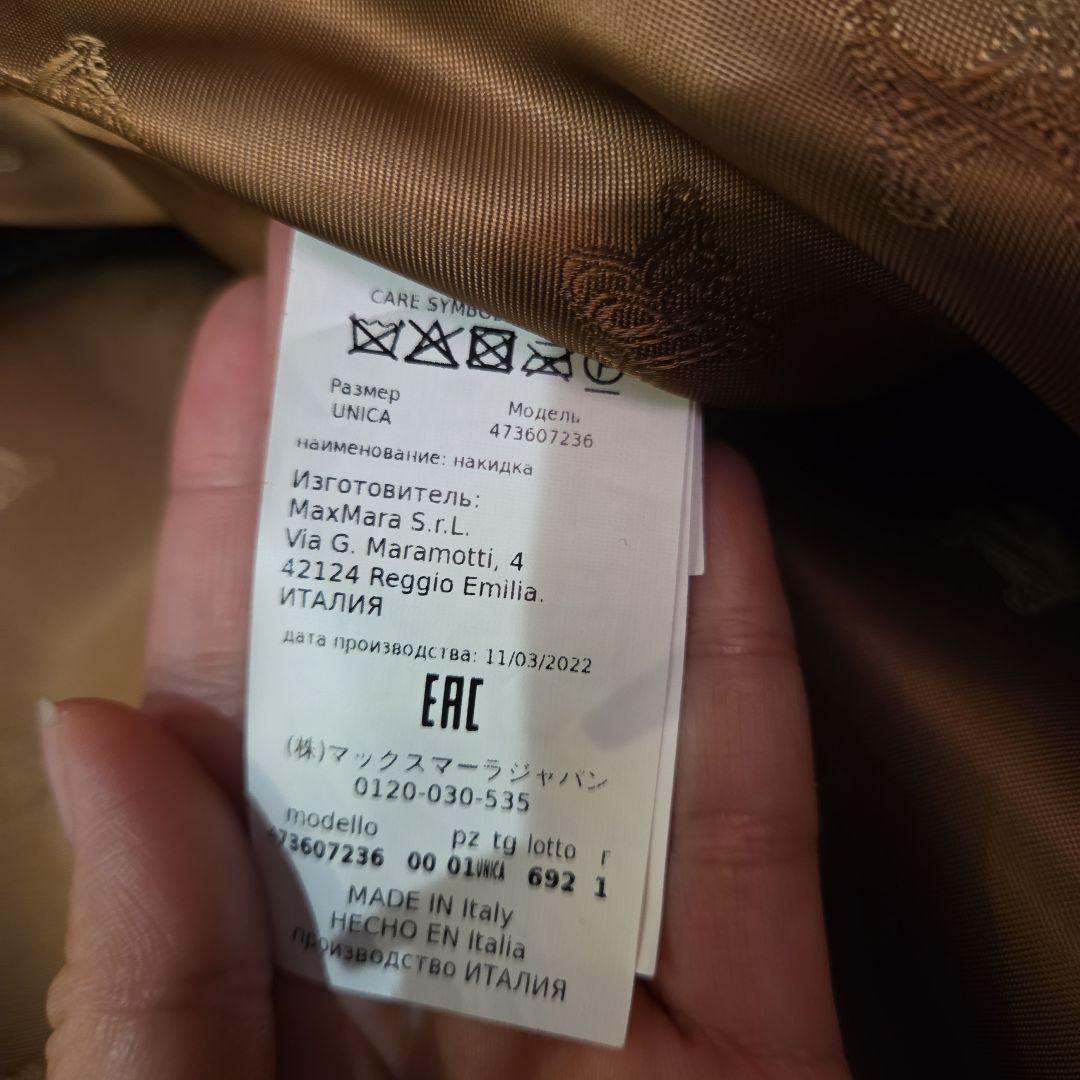 CARE
Размер
UNICA
Модель
473607236
наименование: накидка
Изготовитель:
MaxMara S.r.L.
Via G. Maramotti, 4
42124 Reggio Emilia.
ИТАЛИЯ
дата производства: 11/03/2022
EAC
(株)マックスマーラジャパン
0120-030-535
modello pz tg lotto r
473607236 00 01 UNICA 692 1
MADE IN Italy
HECHO EN Italia
производство ИТАЛИЯ